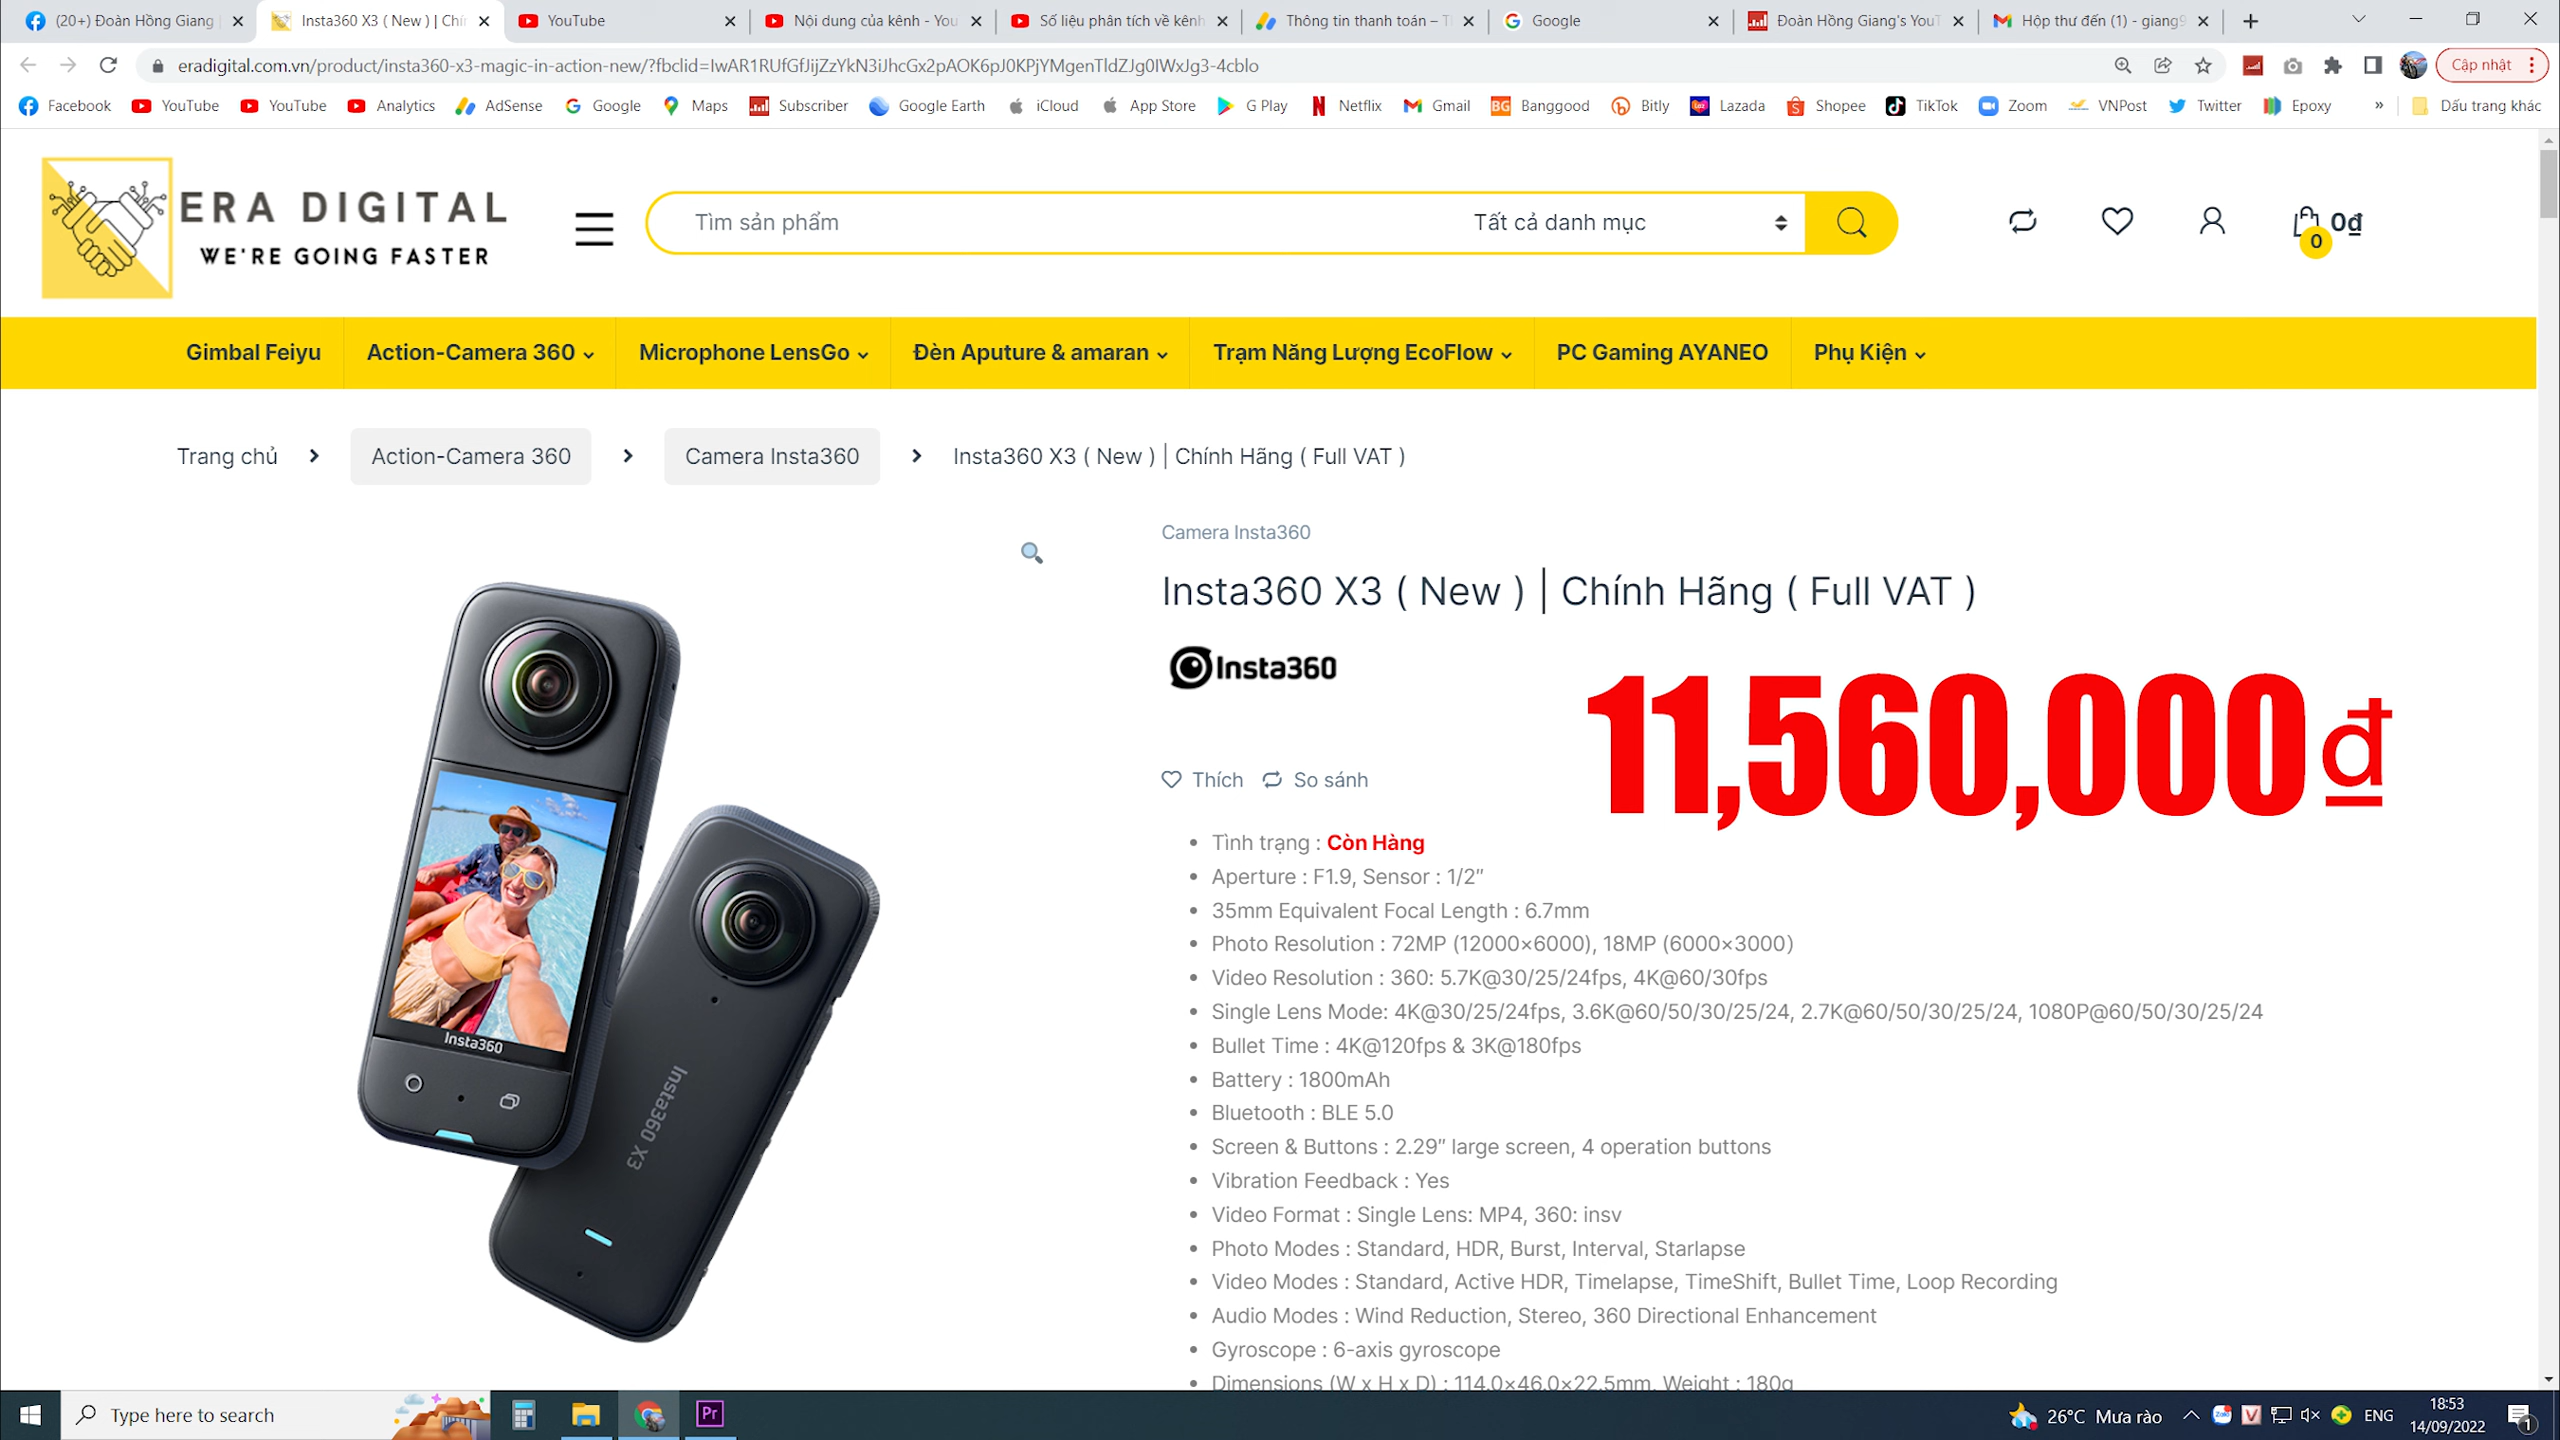 (20+) Đoàn Hồng Giang
Insta360 X3 ( New ) | Chí
YouTube
Nội dung của kênh - You
Số liệu phân tích về kênh
Thông tin thanh toán – T
Google
Đoàn Hồng Giang's YouT
Hộp thư đến (1) - giang9
eradigital.com.vn/product/insta360-x3-magic-in-action-new/?fbclid=IwAR1RUfGfJijZzYkN3iJhcGx2pAOK6pJ0KPjYMgenTldZJg0IWxJg3-4cblo
Cập nhật
Facebook YouTube YouTube Analytics AdSense Google Maps Subscriber Google Earth iCloud App Store G Play Netflix Gmail Banggood Bitly Lazada Shopee TikTok Zoom VNPost Twitter Epoxy » Dấu trang khác
ERA DIGITAL
WE'RE GOING FASTER
Tìm sản phẩm
Tất cả danh mục
0₫
0
Gimbal Feiyu Action-Camera 360 Microphone LensGo Đèn Aputure & amaran Trạm Năng Lượng EcoFlow PC Gaming AYANEO Phụ Kiện
Trang chủ Action-Camera 360 Camera Insta360 Insta360 X3 ( New ) | Chính Hãng ( Full VAT )
Camera Insta360
Insta360 X3 ( New ) | Chính Hãng ( Full VAT )
Insta360
11,560,000₫
Thích So sánh
• Tình trạng : Còn Hàng
• Aperture : F1.9, Sensor : 1/2″
• 35mm Equivalent Focal Length : 6.7mm
• Photo Resolution : 72MP (12000×6000), 18MP (6000×3000)
• Video Resolution : 360: 5.7K@30/25/24fps, 4K@60/30fps
• Single Lens Mode: 4K@30/25/24fps, 3.6K@60/50/30/25/24, 2.7K@60/50/30/25/24, 1080P@60/50/30/25/24
• Bullet Time : 4K@120fps & 3K@180fps
• Battery : 1800mAh
• Bluetooth : BLE 5.0
• Screen & Buttons : 2.29″ large screen, 4 operation buttons
• Vibration Feedback : Yes
• Video Format : Single Lens: MP4, 360: insv
• Photo Modes : Standard, HDR, Burst, Interval, Starlapse
• Video Modes : Standard, Active HDR, Timelapse, TimeShift, Bullet Time, Loop Recording
• Audio Modes : Wind Reduction, Stereo, 360 Directional Enhancement
• Gyroscope : 6-axis gyroscope
• Dimensions (W x H x D) : 114.0×46.0×22.5mm, Weight : 180g
Insta360
Insta360 X3
Type here to search
Pr
26°C Mưa rào
ENG
18:53
14/09/2022
1